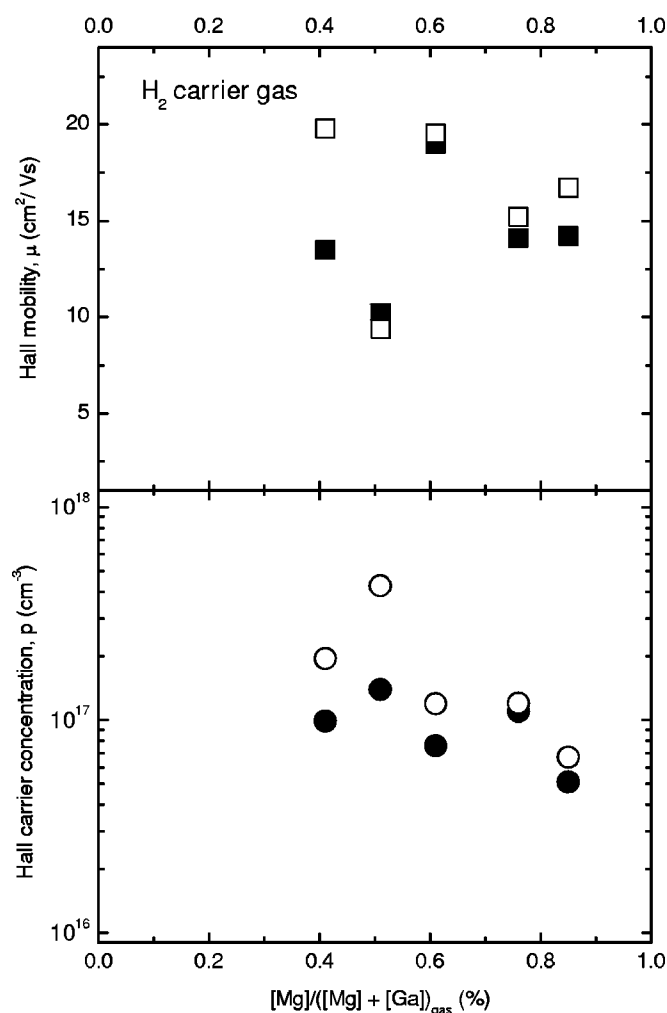 0.0 0.2 0.4 0.6 0.8 1.0
H₂ carrier gas
20
15
10
5
Hall mobility, μ (cm²/ Vs)
10¹⁸
10¹⁷
10¹⁶
Hall carrier concentration, p (cm⁻³)
0.0 0.2 0.4 0.6 0.8 1.0
[Mg]/([Mg] + [Ga])gas (%)